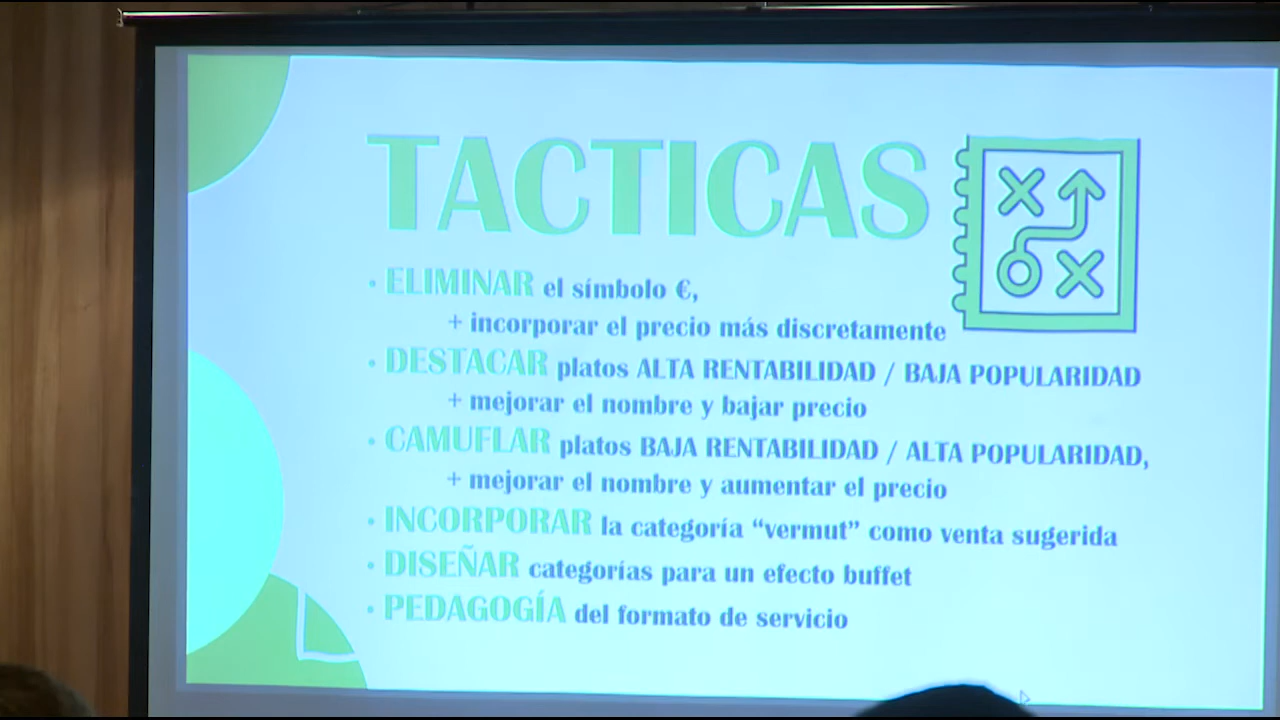 TACTICAS
• ELIMINAR el símbolo €,
+ incorporar el precio más discretamente
• DESTACAR platos ALTA RENTABILIDAD / BAJA POPULARIDAD
+ mejorar el nombre y bajar precio
• CAMUFLAR platos BAJA RENTABILIDAD / ALTA POPULARIDAD,
+ mejorar el nombre y aumentar el precio
• INCORPORAR la categoría “vermut” como venta sugerida
• DISEÑAR categorías para un efecto buffet
• PEDAGOGÍA del formato de servicio